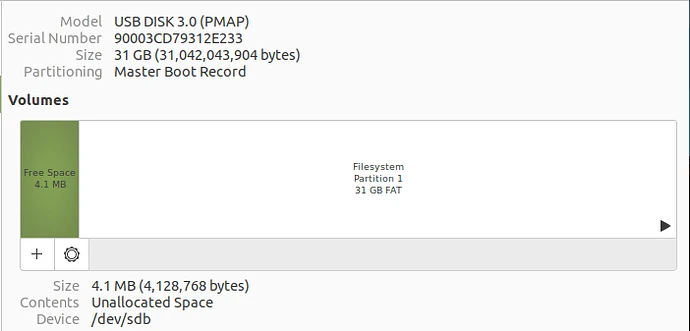 Model USB DISK 3.0 (PMAP)
Serial Number 90003CD79312E233
Size 31 GB (31,042,043,904 bytes)
Partitioning Master Boot Record
Volumes
Free Space
4.1 MB
Filesystem
Partition 1
31 GB FAT
Size 4.1 MB (4,128,768 bytes)
Contents Unallocated Space
Device /dev/sdb